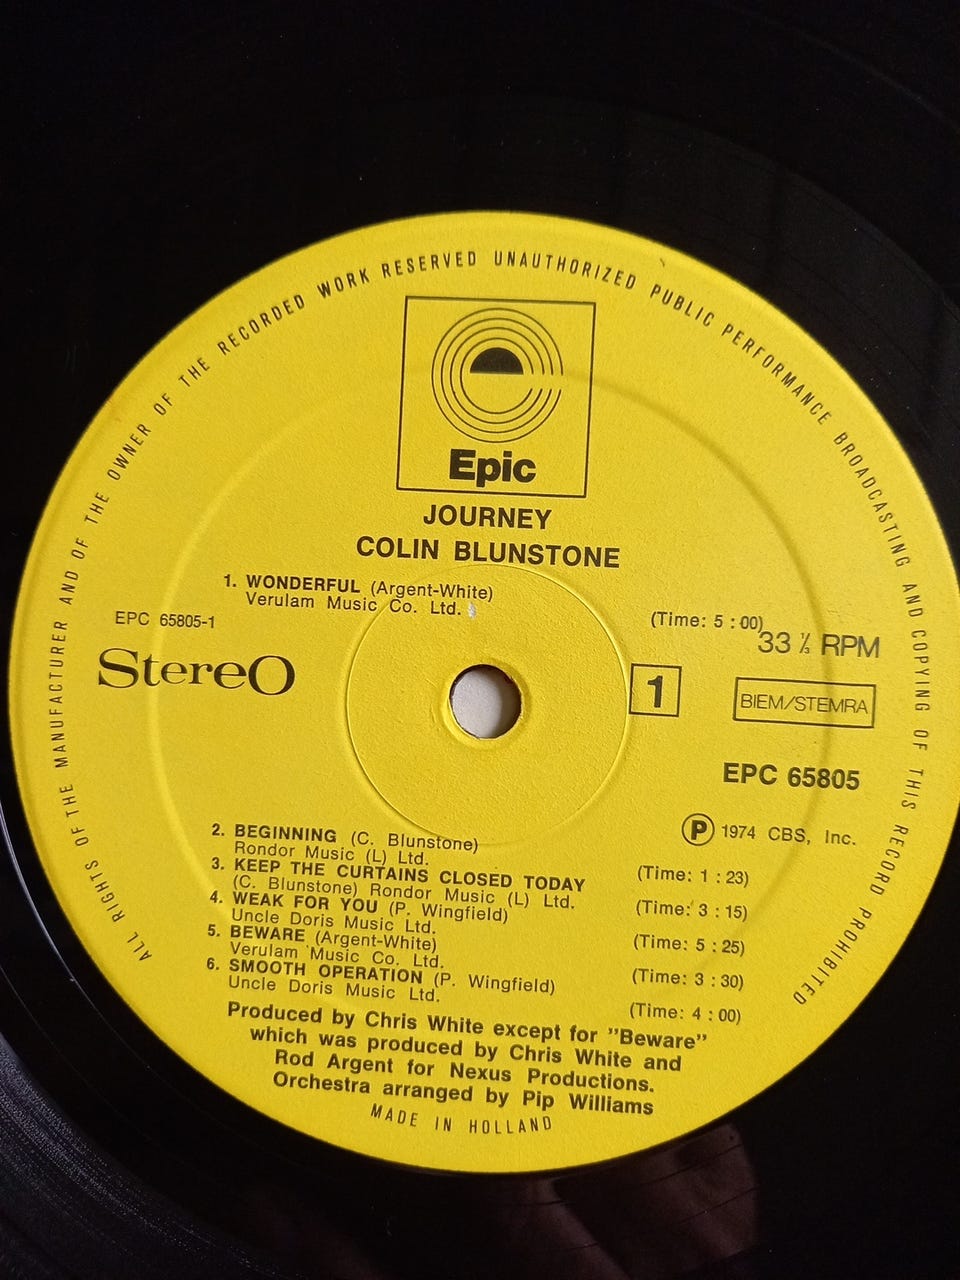 ALL RIGHTS OF THE MANUFACTURER AND OF THE OWNER OF THE RECORDED WORK RESERVED UNAUTHORIZED PUBLIC PERFORMANCE BROADCASTING AND COPYING OF THIS RECORD PROHIBITED
Epic
JOURNEY
COLIN BLUNSTONE
1. WONDERFUL (Argent-White)
Verulam Music Co. Ltd.
(Time: 5 : 00)
EPC 65805-1
33 ⅓ RPM
Stereo
1
BIEM/STEMRA
EPC 65805
Ⓟ 1974 CBS, Inc.
2. BEGINNING (C. Blunstone)
Rondor Music (L) Ltd.
(Time: 1 : 23)
3. KEEP THE CURTAINS CLOSED TODAY
(C. Blunstone) Rondor Music (L) Ltd.
(Time: 3 : 15)
4. WEAK FOR YOU (P. Wingfield)
Uncle Doris Music Ltd.
(Time: 5 : 25)
5. BEWARE (Argent-White)
Verulam Music Co. Ltd.
(Time: 3 : 30)
6. SMOOTH OPERATION (P. Wingfield)
Uncle Doris Music Ltd.
(Time: 4 : 00)
Produced by Chris White except for "Beware"
which was produced by Chris White and
Rod Argent for Nexus Productions.
Orchestra arranged by Pip Williams
MADE IN HOLLAND